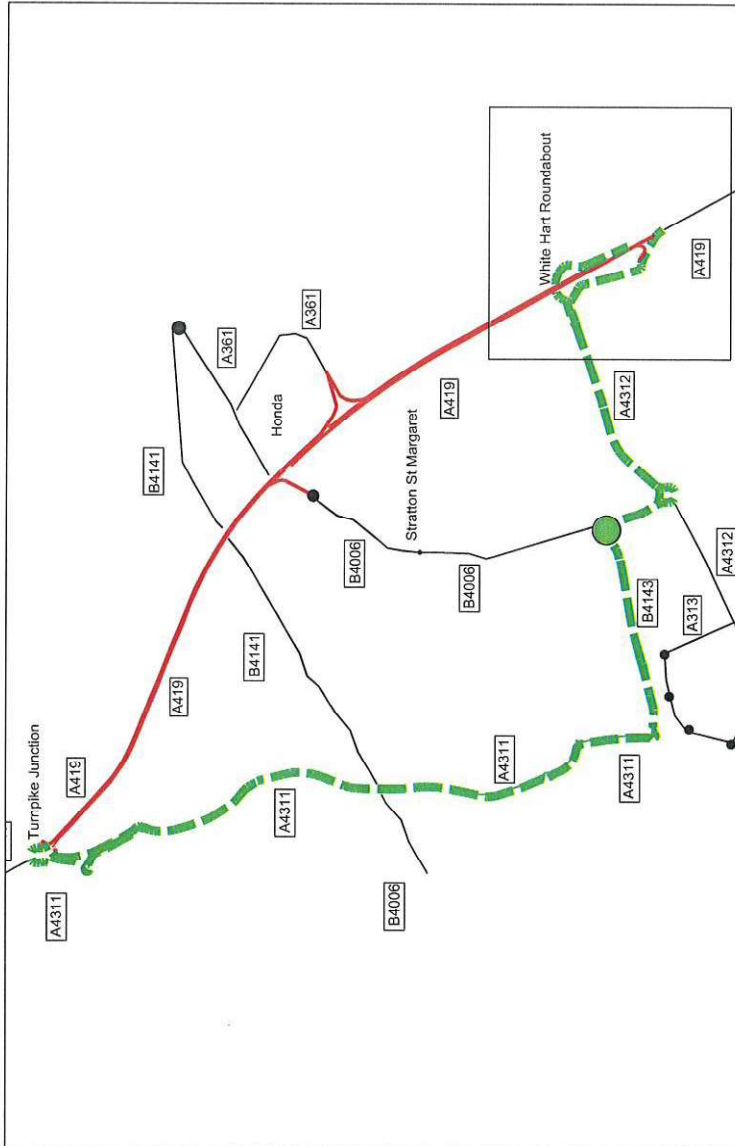 Turnpike Junction
A4311
A419
A419
B4141
A361
A361
Honda
B4141
B4006
A4311
A419
Stratton St Margaret
B4006
B4006
White Hart Roundabout
A419
A4312
A4311
A4311
B4143
A313
A4312